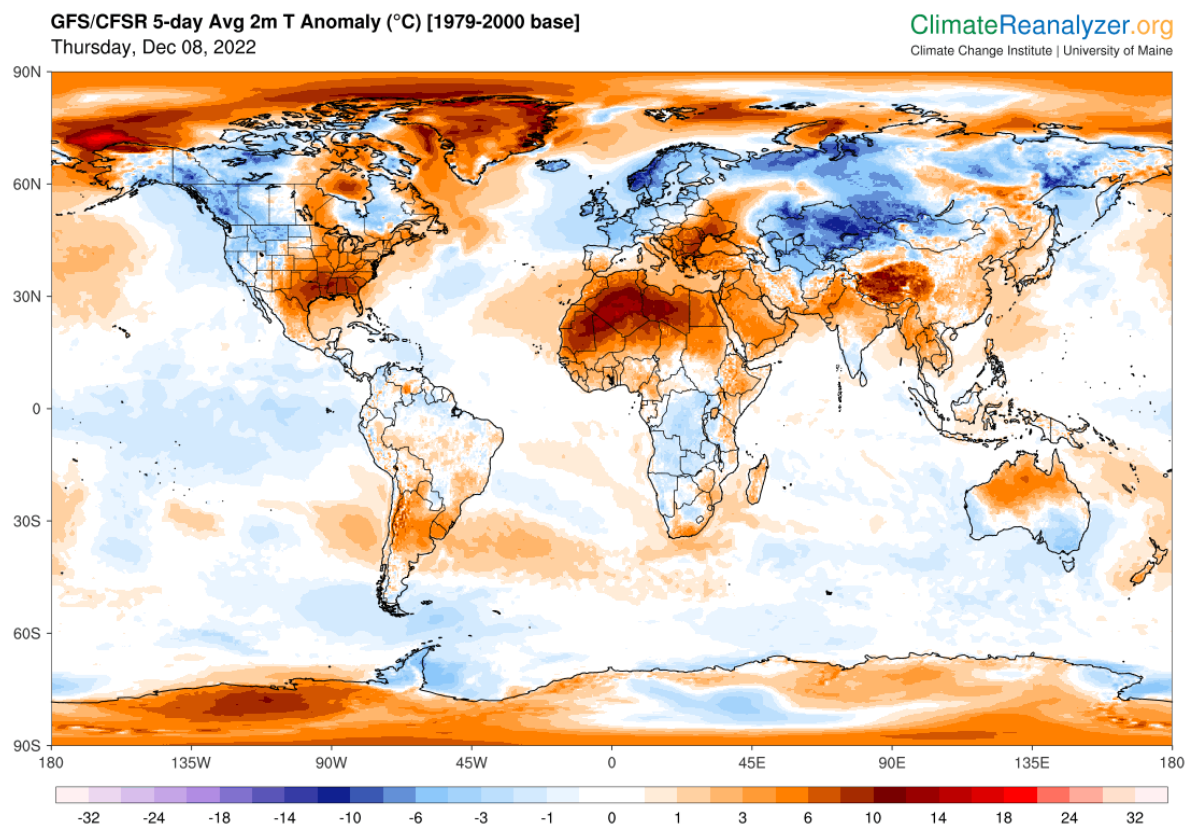 GFS/CFSR 5-day Avg 2m T Anomaly (°C) [1979-2000 base]
Thursday, Dec 08, 2022
ClimateReanalyzer.org
Climate Change Institute | University of Maine
90N
60N
30N
0
30S
60S
90S
180 135W 90W 45W 0 45E 90E 135E 180
-32 -24 -18 -14 -10 -6 -3 -1 0 1 3 6 10 14 18 24 32